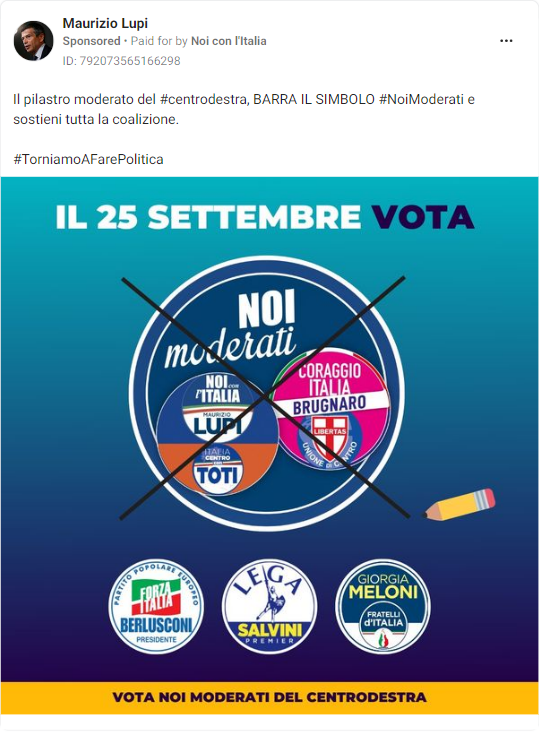 Maurizio Lupi
Sponsored • Paid for by Noi con l'Italia
ID: 792073565166298
Il pilastro moderato del #centrodestra, BARRA IL SIMBOLO #NoiModerati e
sostieni tutta la coalizione.
#TorniamoAFarePolitica
IL 25 SETTEMBRE VOTA
NOI
moderati
NOI con
l'ITALIA
MAURIZIO
LUPI
ITALIA
CENTRO
TOTI
CORAGGIO
ITALIA
BRUGNARO
LIBERTAS
UNIONE DI CENTRO
PARTITO POPOLARE EUROPEO
FORZA
ITALIA
BERLUSCONI
PRESIDENTE
LEGA
SALVINI
PREMIER
GIORGIA
MELONI
FRATELLI
d'ITALIA
VOTA NOI MODERATI DEL CENTRODESTRA